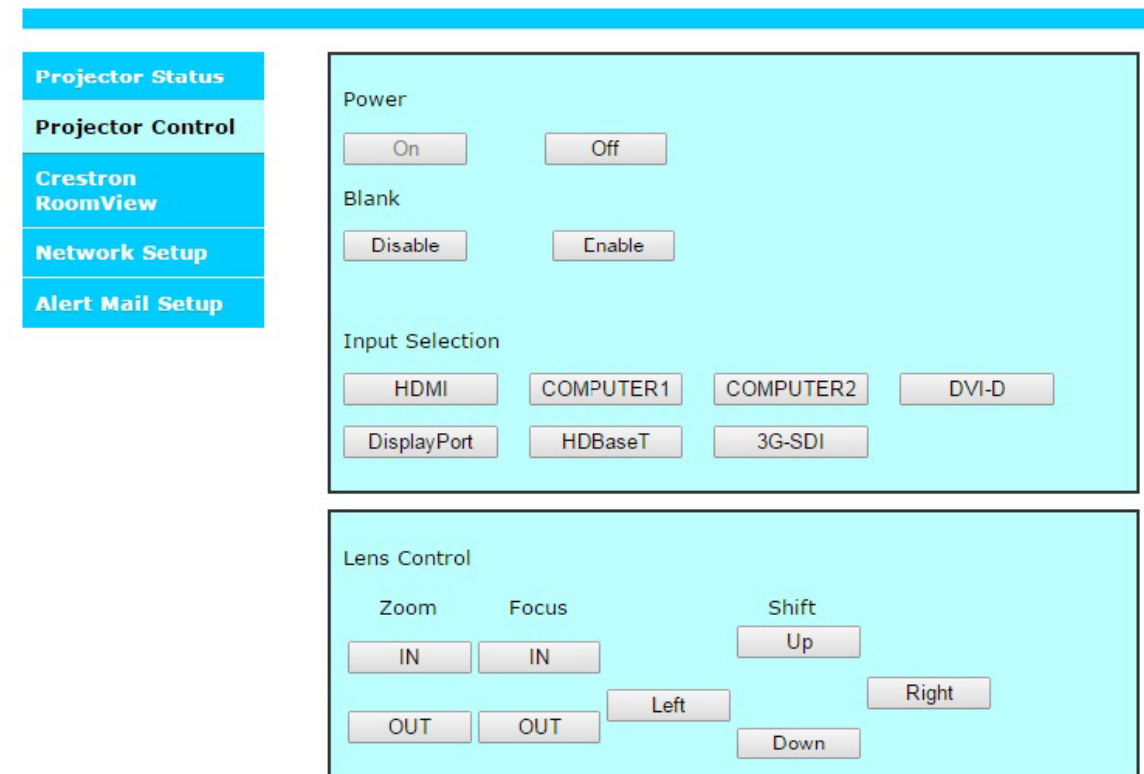 Projector Status
Projector Control
Crestron
RoomView
Network Setup
Alert Mail Setup
Power
On Off
Blank
Disable Enable
Input Selection
HDMI COMPUTER1 COMPUTER2 DVI-D
DisplayPort HDBaseT 3G-SDI
Lens Control
Zoom Focus Shift
Up
IN IN
Right
Left
OUT OUT
Down